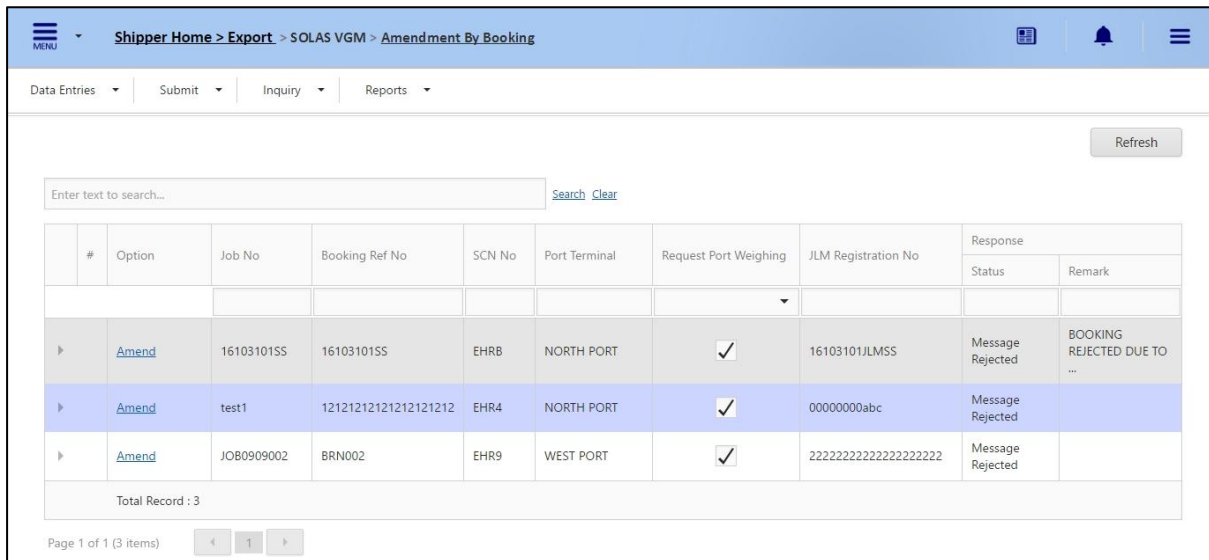 MENU
Shipper Home > Export > SOLAS VGM > Amendment By Booking
Data Entries Submit Inquiry Reports
Refresh
Enter text to search... Search Clear
# Option Job No Booking Ref No SCN No Port Terminal Request Port Weighing JLM Registration No Response
Status Remark
Amend 16103101SS 16103101SS EHRB NORTH PORT 16103101JLMSS Message Rejected BOOKING REJECTED DUE TO ...
Amend test1 12121212121212121212 EHR4 NORTH PORT 00000000abc Message Rejected
Amend JOB0909002 BRN002 EHR9 WEST PORT 22222222222222222222 Message Rejected
Total Record : 3
Page 1 of 1 (3 items) 1